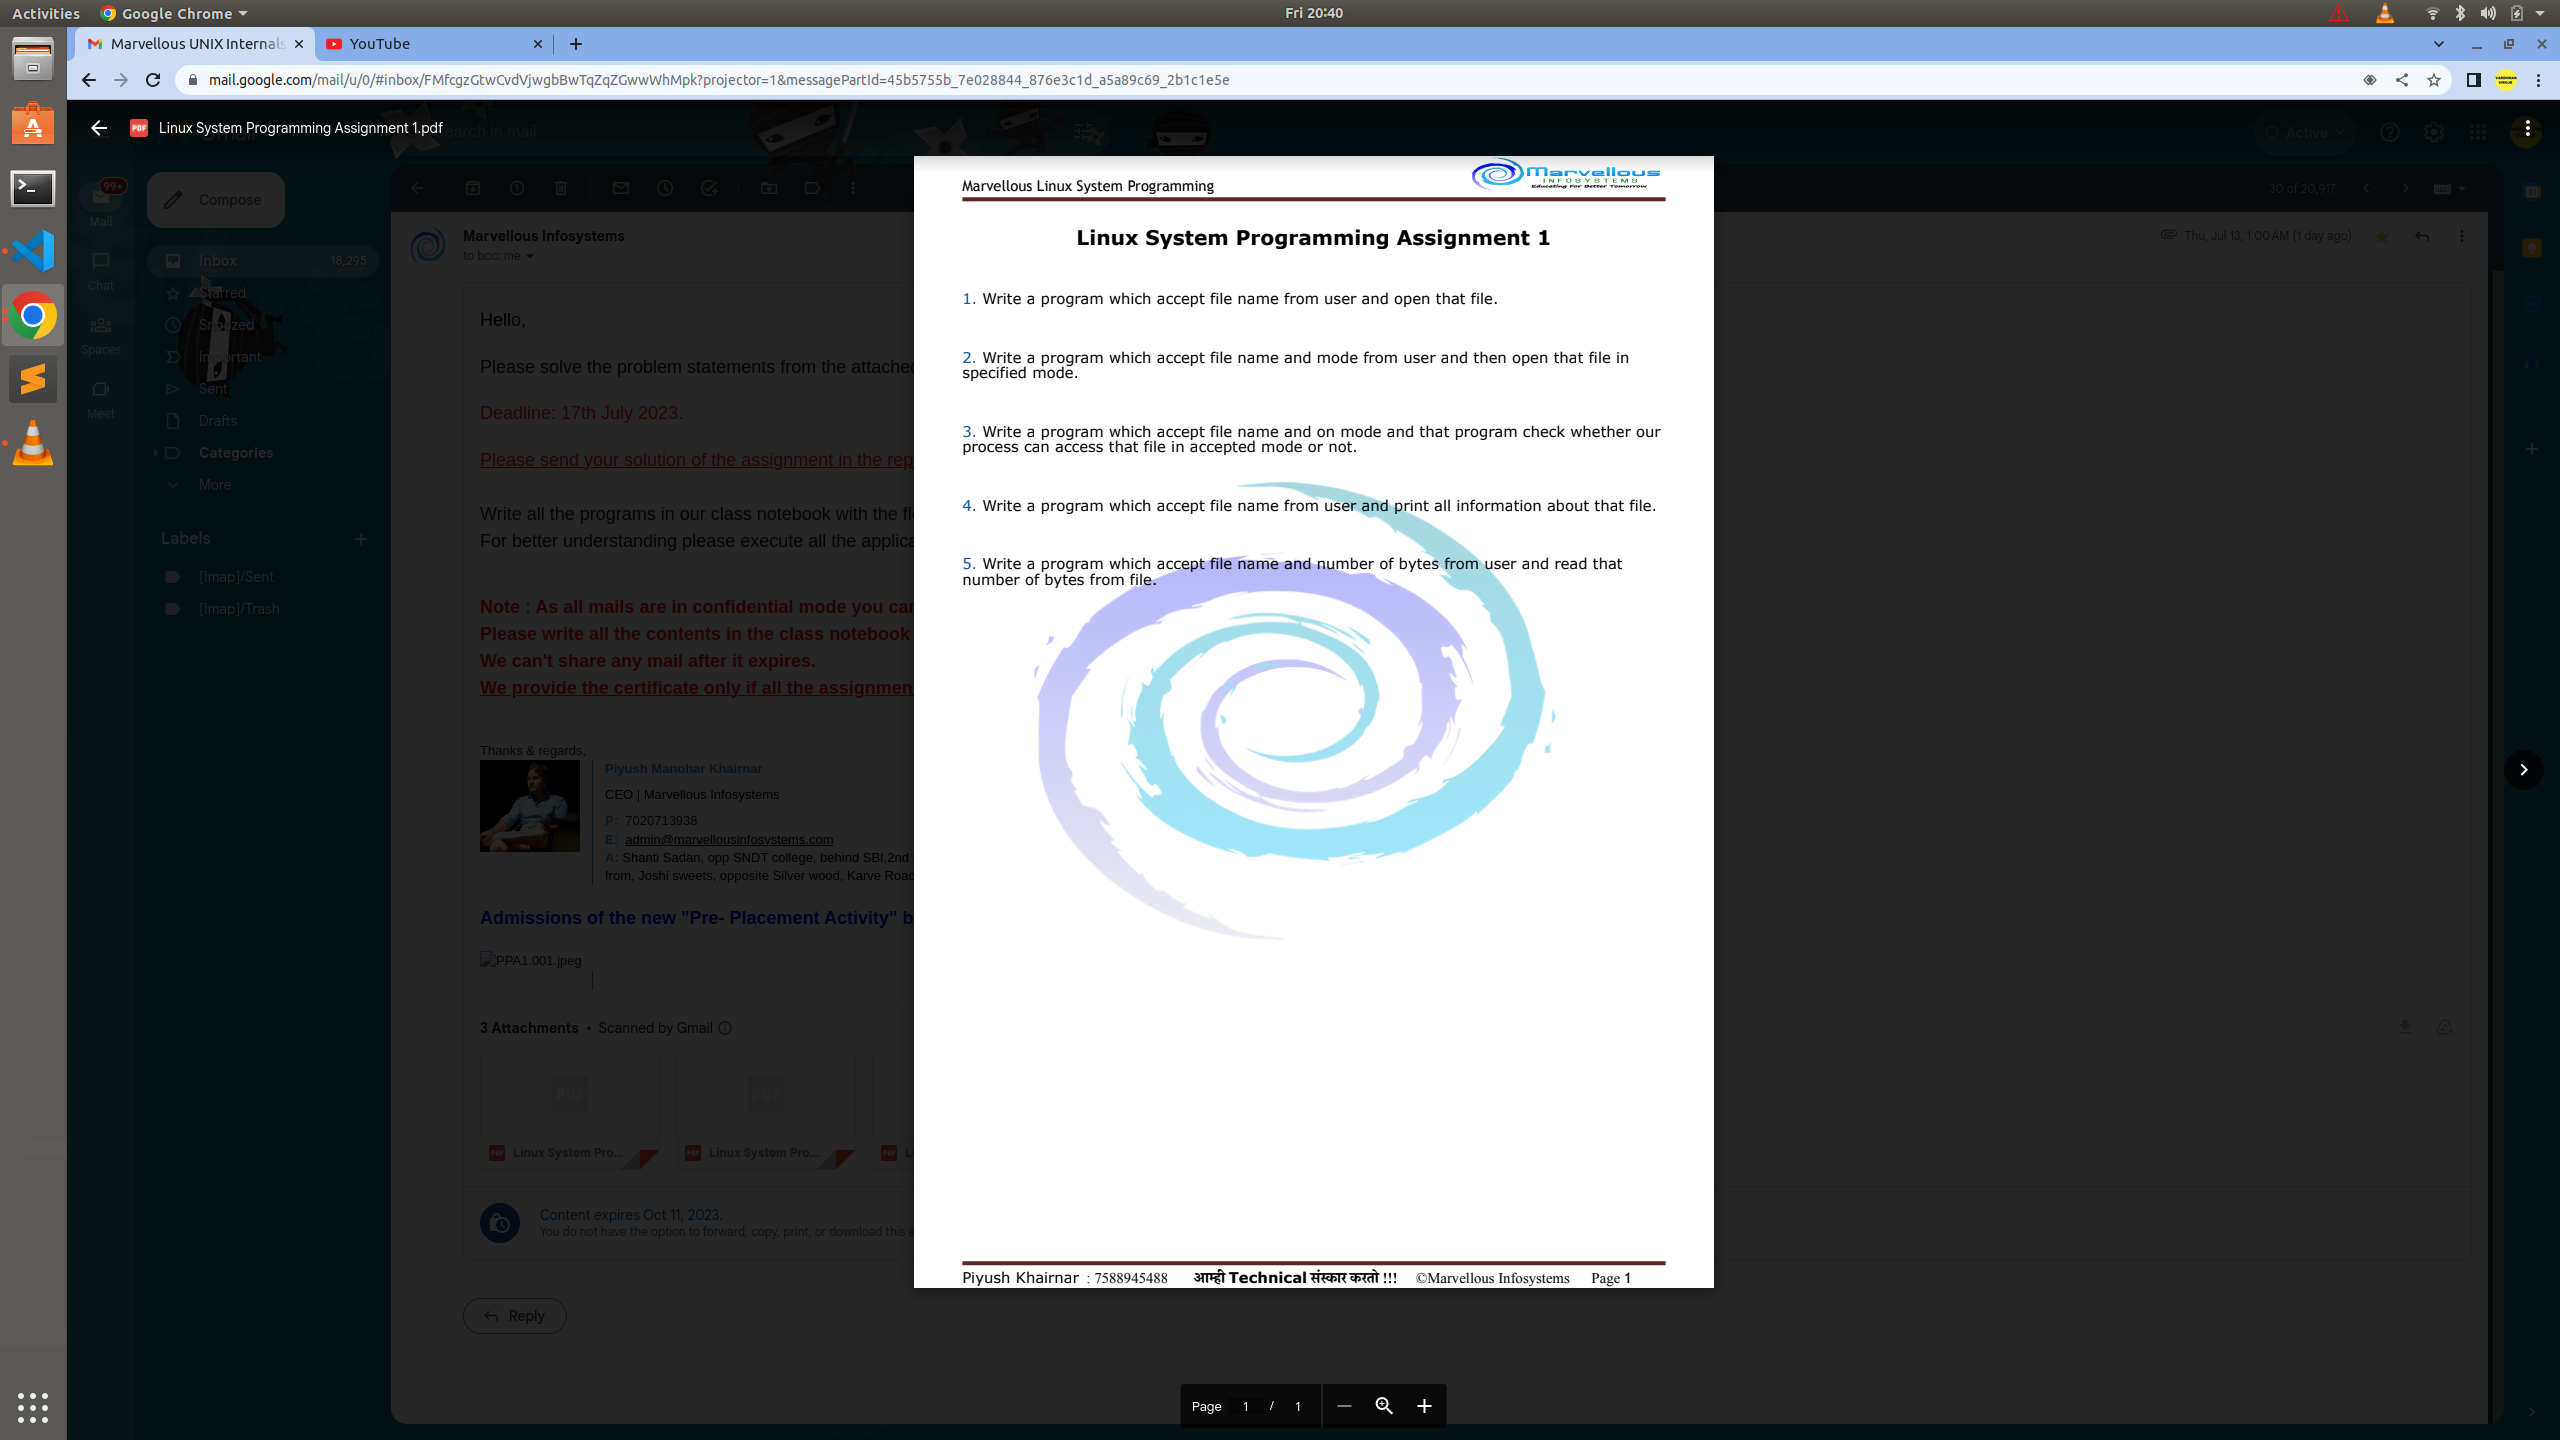 Activities
Google Chrome
Fri 20:40
Marvellous UNIX Internals
YouTube
mail.google.com/mail/u/0/#inbox/FMfcgzGtwCvdVjwgbBwTqZqZGwwWhMpk?projector=1&messagePartId=45b5755b_7e028844_876e3c1d_a5a89c69_2b1c1e5e
PDF Linux System Programming Assignment 1.pdf
earch in mail
Active
99+
Mail
Chat
Spaces
Meet
Compose
Inbox 18,295
Starred
Snoozed
Important
Sent
Drafts
Categories
More
Labels
[Imap]/Sent
[Imap]/Trash
30 of 20,917
Marvellous Infosystems
to bcc: me
Thu, Jul 13, 1:00 AM (1 day ago)
Hello,
Please solve the problem statements from the attached
Deadline: 17th July 2023.
Please send your solution of the assignment in the rep
Write all the programs in our class notebook with the fl
For better understanding please execute all the applica
Note : As all mails are in confidential mode you can
Please write all the contents in the class notebook
We can't share any mail after it expires.
We provide the certificate only if all the assignmen
Thanks & regards,
Piyush Manohar Khairnar
CEO | Marvellous Infosystems
P: 7020713938
E: admin@marvellousinfosystems.com
A: Shanti Sadan, opp SNDT college, behind SBI,2nd
from, Joshi sweets, opposite Silver wood, Karve Road
Admissions of the new "Pre- Placement Activity" b
PPA1.001.jpeg
3 Attachments • Scanned by Gmail
PDF
PDF
PDF Linux System Pro...
PDF Linux System Pro...
PDF L
Content expires Oct 11, 2023.
You do not have the option to forward, copy, print, or download this e
Reply
Marvellous Linux System Programming
Marvellous
INFOSYSTEMS
Educating For Better Tomorrow
Linux System Programming Assignment 1
1. Write a program which accept file name from user and open that file.
2. Write a program which accept file name and mode from user and then open that file in
specified mode.
3. Write a program which accept file name and on mode and that program check whether our
process can access that file in accepted mode or not.
4. Write a program which accept file name from user and print all information about that file.
5. Write a program which accept file name and number of bytes from user and read that
number of bytes from file.
Piyush Khairnar : 7588945488 आम्ही Technical संस्कार करतो !!! ©Marvellous Infosystems Page 1
Page 1 / 1